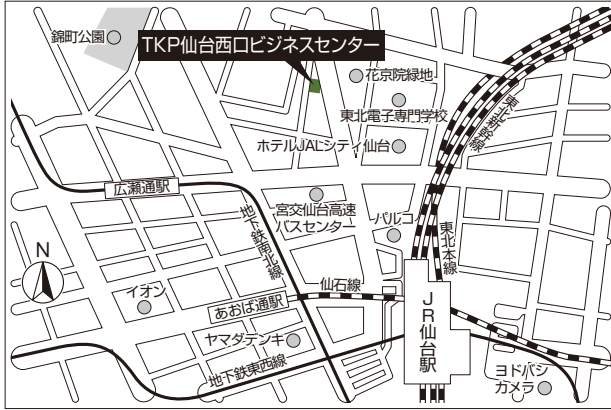 錦町公園
TKP仙台西口ビジネスセンター
花京院緑地
東北電子専門学校
ホテルJALシティ仙台
東北新幹線
広瀬通駅
宮交仙台高速
バスセンター
パルコ
地下鉄南北線
東北本線
N
仙石線
イオン
あおば通駅
JR仙台駅
ヤマダデンキ
地下鉄東西線
ヨドバシ
カメラ